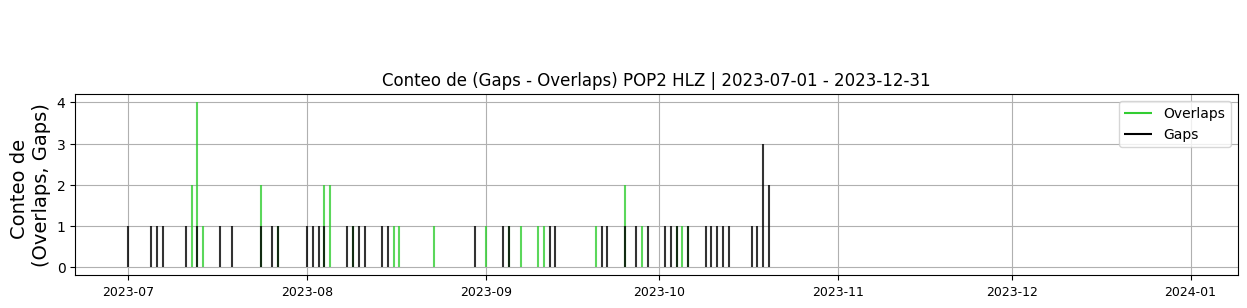 Conteo de (Gaps - Overlaps) POP2 HLZ | 2023-07-01 - 2023-12-31
Conteo de
(Overlaps, Gaps)
4
3
2
1
0
Overlaps
Gaps
2023-07
2023-08
2023-09
2023-10
2023-11
2023-12
2024-01